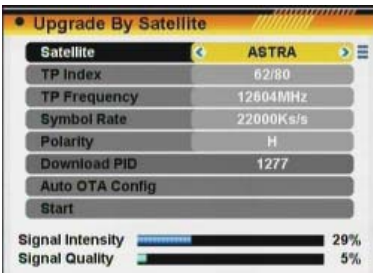 Upgrade By Satellite
Satellite ASTRA
TP Index 62/80
TP Frequency 12604MHz
Symbol Rate 22000Ks/s
Polarity H
Download PID 1277
Auto OTA Config
Start
Signal Intensity 29%
Signal Quality 5%